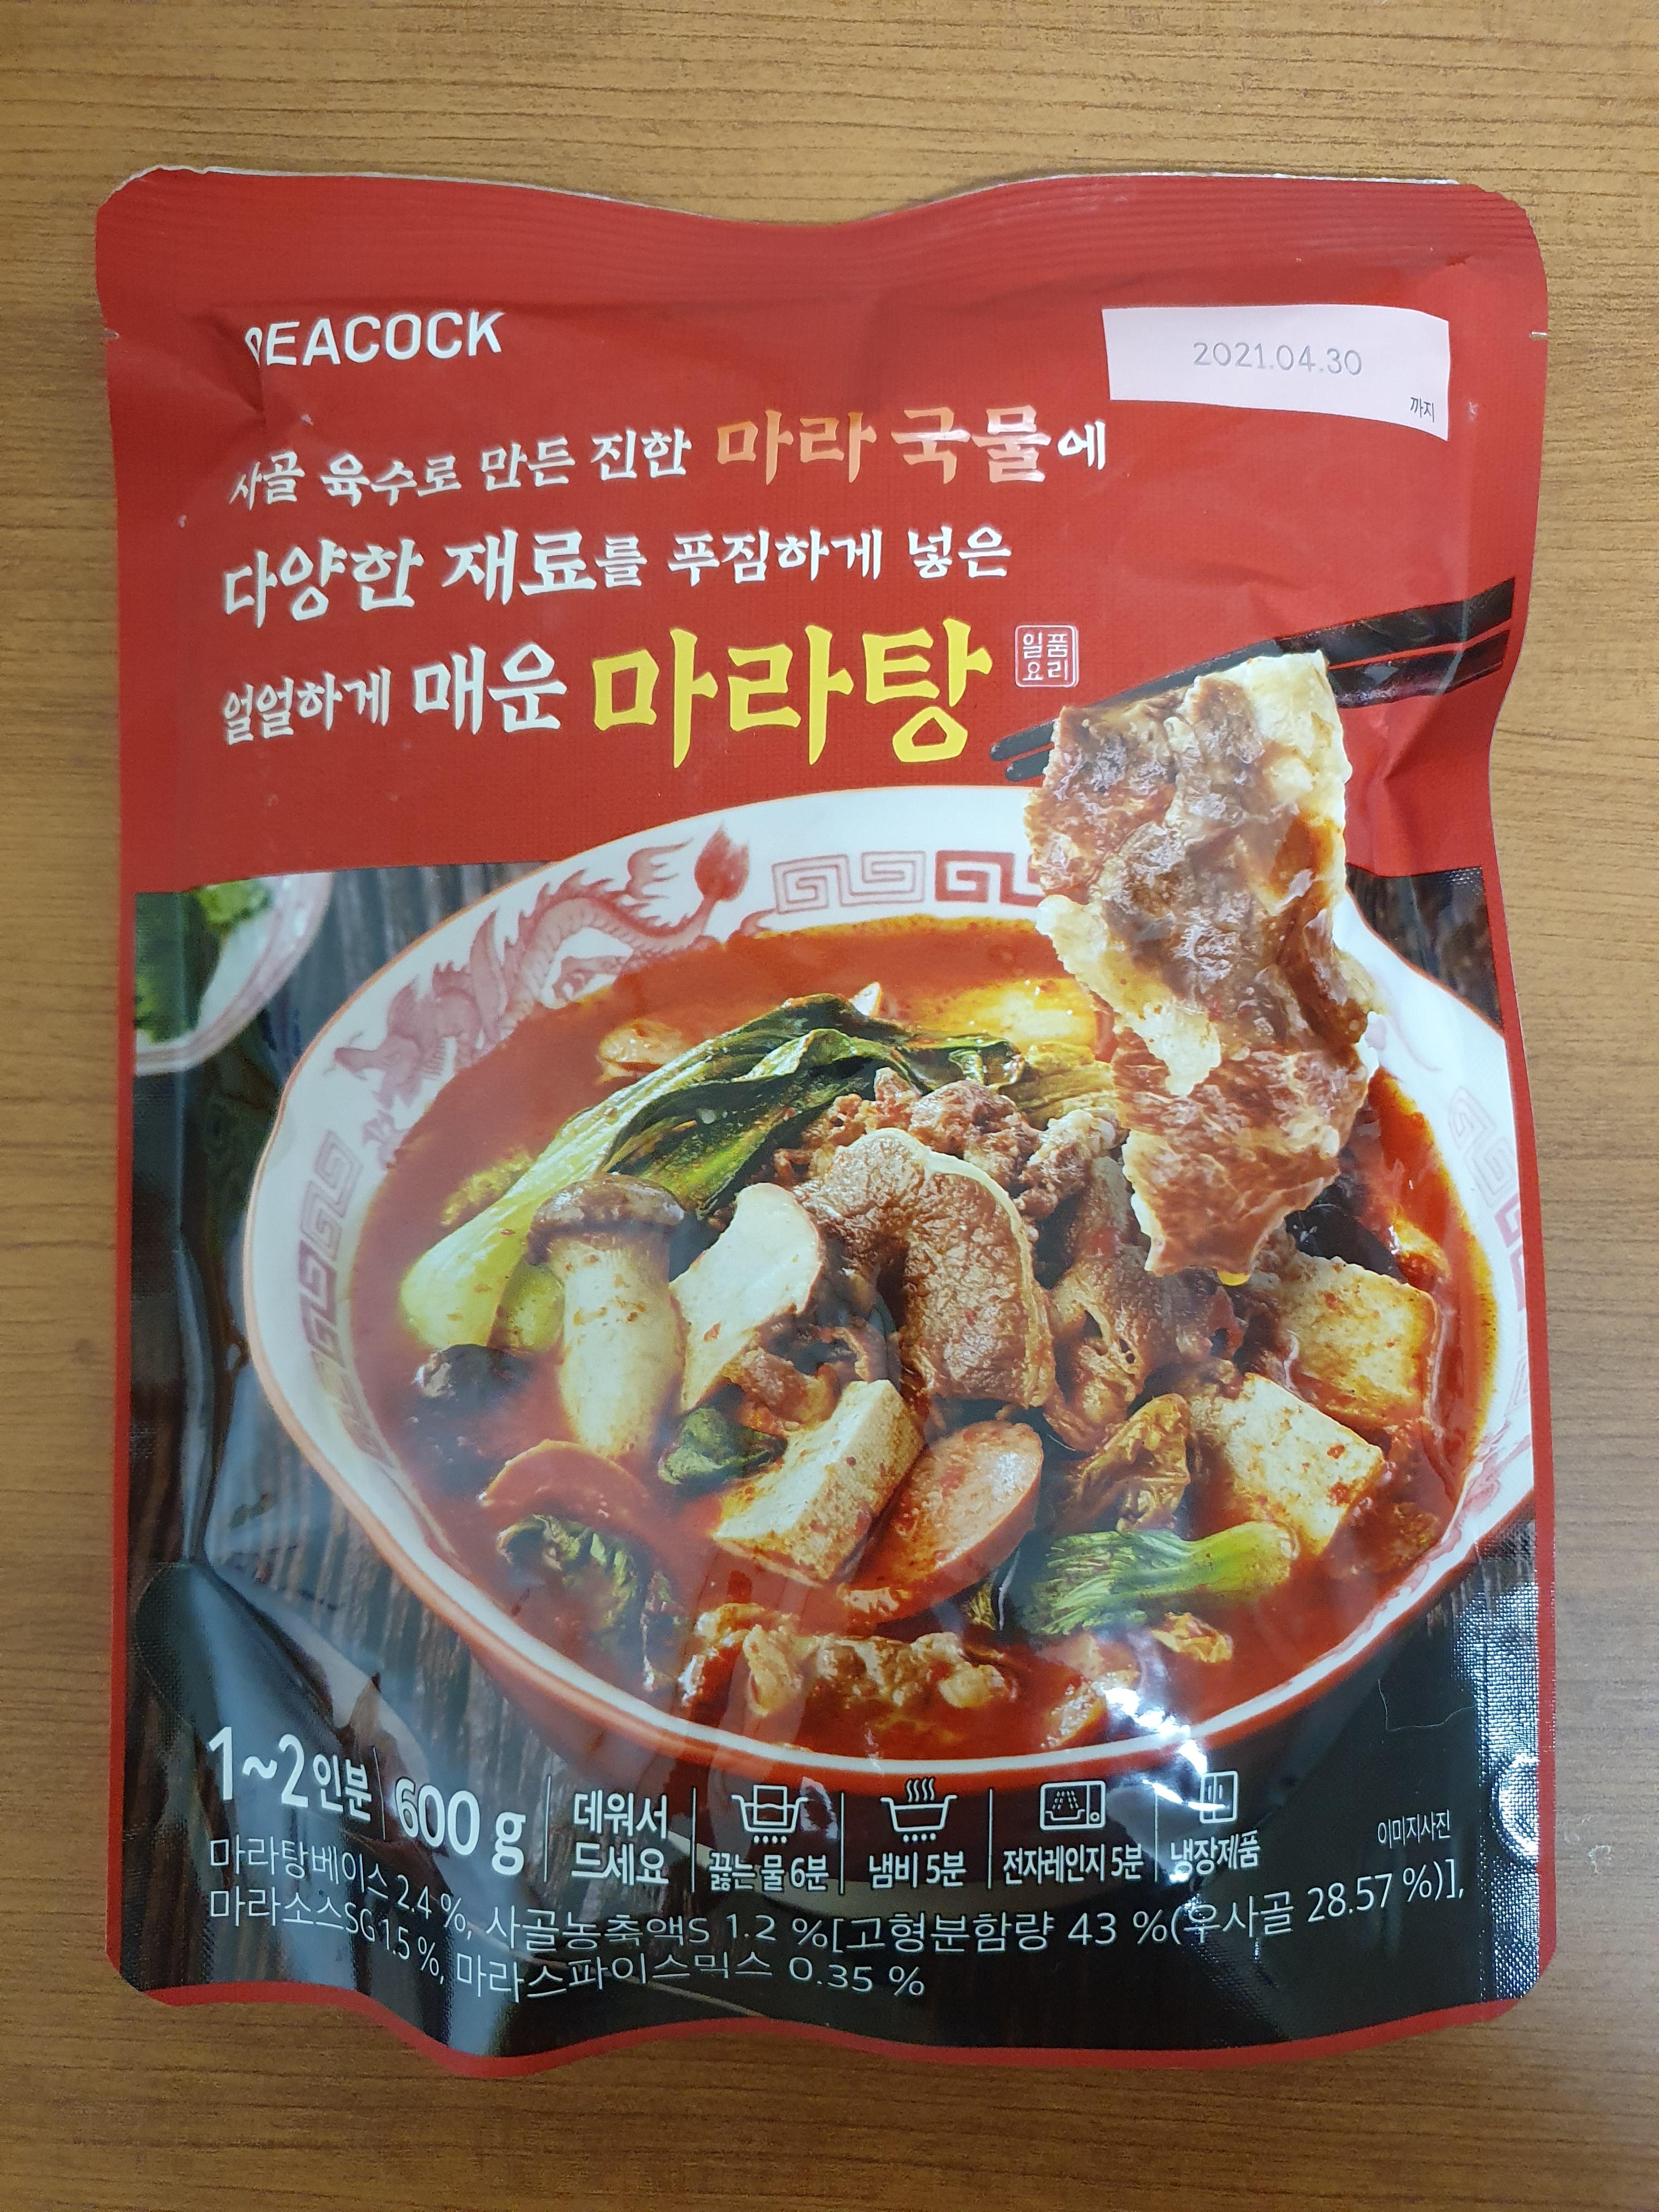 PEACOCK
2021.04.30
까지
사골 육수로 만든 진한 마라 국물에
다양한 재료를 푸짐하게 넣은
얼얼하게 매운 마라탕
일품
요리
1~2인분 600 g
데워서
드세요
끓는 물 6분
냄비 5분
전자레인지 5분
냉장제품
이미지사진
마라탕베이스 2.4 %, 사골농축액S 1.2 %[고형분함량 43 %(우사골 28.57 %)],
마라소스SG 1.5 %, 마라스파이스믹스 0.35 %